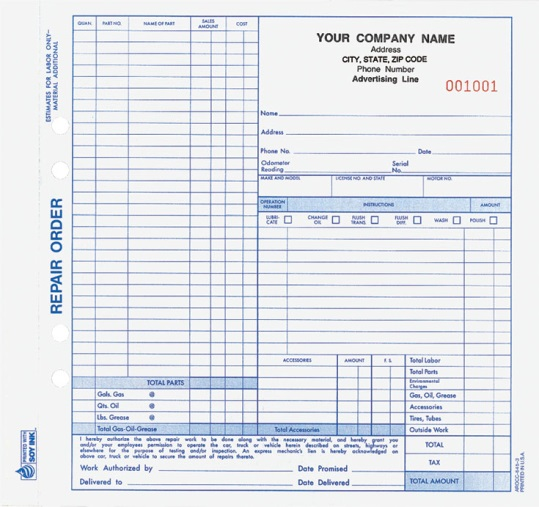 ESTIMATES FOR LABOR ONLY–
MATERIAL ADDITIONAL
REPAIR ORDER
PRINTED WITH
SOY INK
QUAN. PART NO. NAME OF PART SALES AMOUNT COST
YOUR COMPANY NAME
Address
CITY, STATE, ZIP CODE
Phone Number
Advertising Line
001001
Name
Address
Phone No. Date
Odometer Reading Serial No.
MAKE AND MODEL LICENSE NO. AND STATE MOTOR NO.
OPERATION NUMBER INSTRUCTIONS AMOUNT
LUBRI-CATE CHANGE OIL FLUSH TRANS. FLUSH DIFF. WASH POLISH
ACCESSORIES AMOUNT Total Labor
Total Parts
Environmental Charges
Gas, Oil, Grease
Accessories
Tires, Tubes
Outside Work
TOTAL
TAX
TOTAL AMOUNT
TOTAL PARTS
Gals. Gas @
Qts. Oil @
Lbs. Grease @
Total Gas-Oil-Grease Total Accessories
I hereby authorize the above repair work to be done along with the necessary material, and hereby grant you
and/or your employees permission to operate the car, truck or vehicle herein described on streets, highways or
elsewhere for the purpose of testing and/or inspection. An express mechanic's lien is hereby acknowledged on
above car, truck or vehicle to secure the amount of repairs thereto.
Work Authorized by Date Promised
Delivered to Date Delivered
PRINTED IN U.S.A.